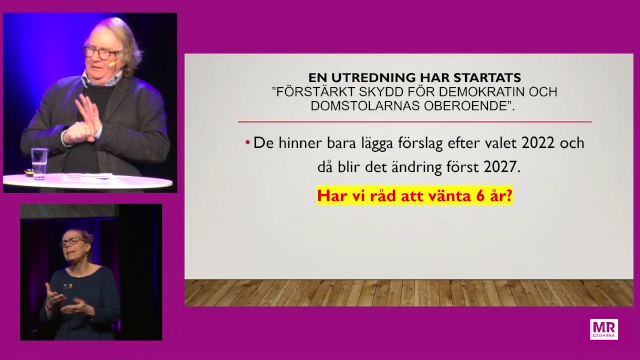 EN UTREDNING HAR STARTATS
”FÖRSTÄRKT SKYDD FÖR DEMOKRATIN OCH
DOMSTOLARNAS OBEROENDE”.
• De hinner bara lägga förslag efter valet 2022 och
då blir det ändring först 2027.
Har vi råd att vänta 6 år?
MR
DAGARNA